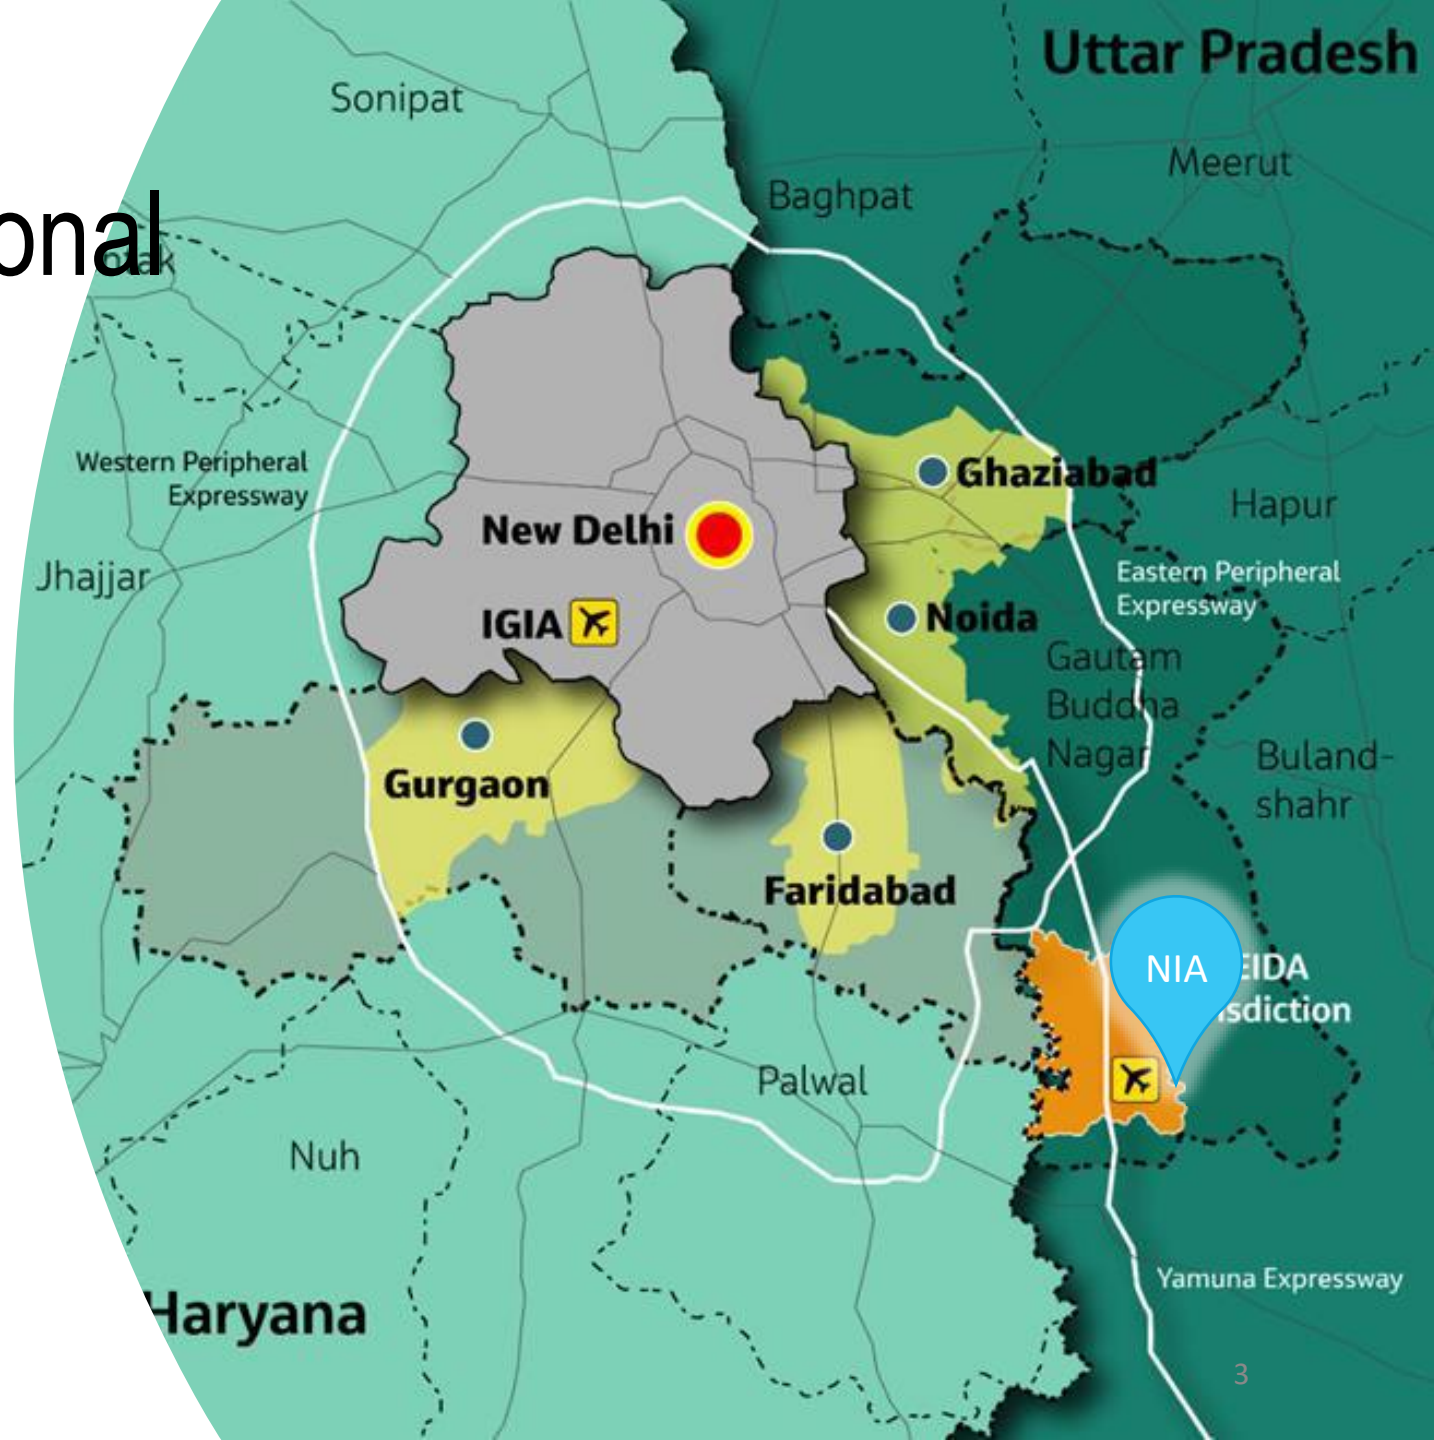 Uttar Pradesh
Sonipat
Meerut
Baghpat
onal
Western Peripheral
Expressway
Ghaziabad
Hapur
New Delhi
Jhajjar
Eastern Peripheral
Expressway
IGIA
Noida
Gautam
Buddha
Nagar
Buland-
shahr
Gurgaon
Faridabad
NIA
EIDA
isdiction
Palwal
Nuh
Yamuna Expressway
Haryana
3